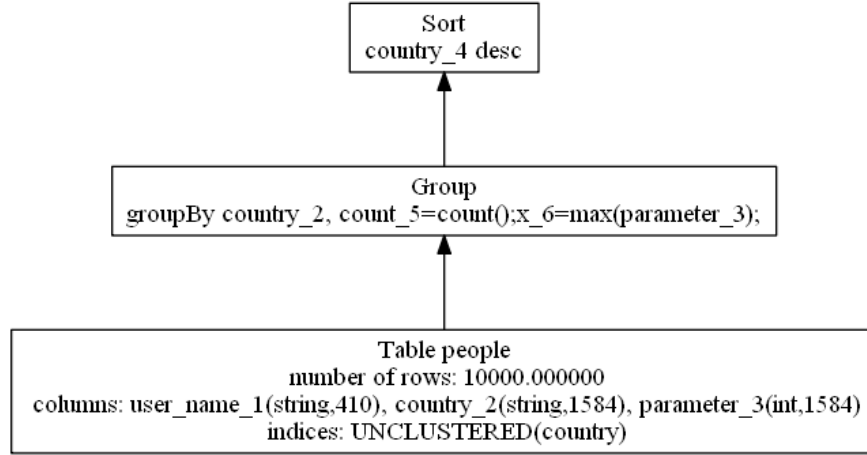 Sort
country_4 desc
Group
groupBy country_2, count_5=count();x_6=max(parameter_3);
Table people
number of rows: 10000.000000
columns: user_name_1(string,410), country_2(string,1584), parameter_3(int,1584)
indices: UNCLUSTERED(country)